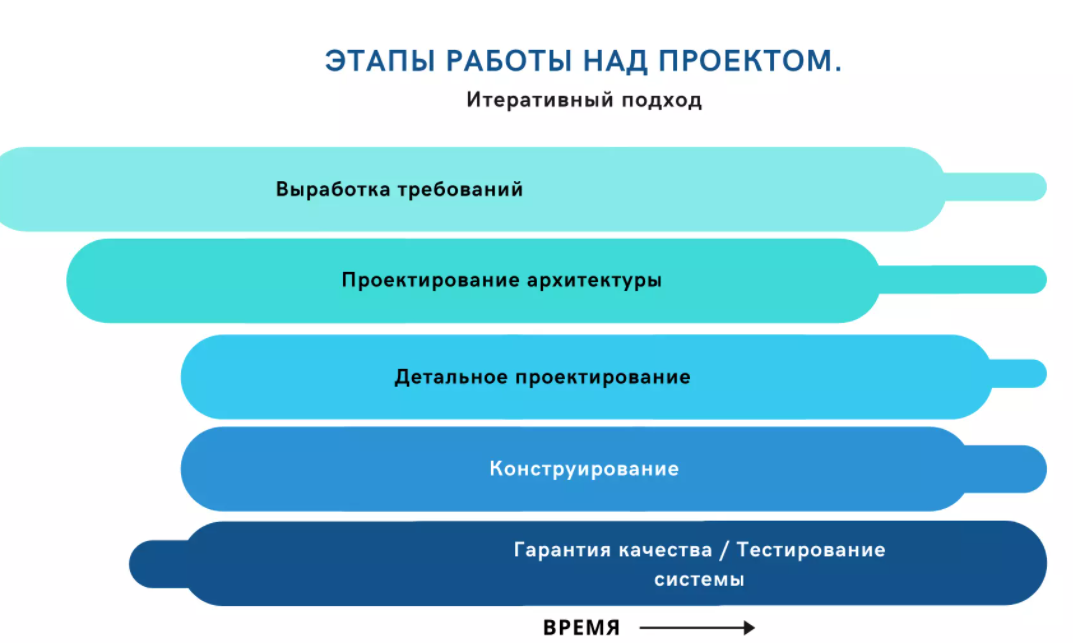 ЭТАПЫ РАБОТЫ НАД ПРОЕКТОМ.
Итеративный подход
Выработка требований
Проектирование архитектуры
Детальное проектирование
Конструирование
Гарантия качества / Тестирование
системы
ВРЕМЯ